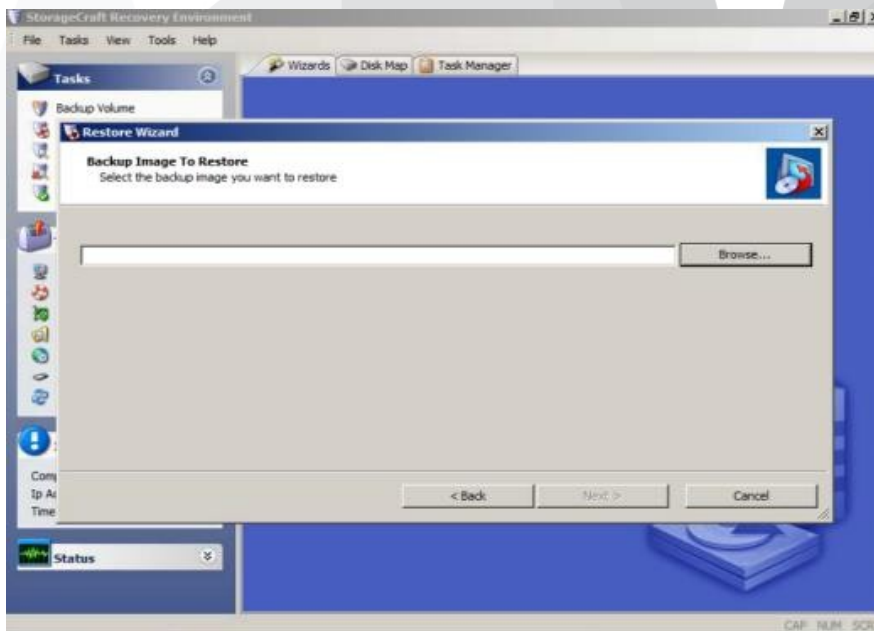 StorageCraft Recovery Environment
File Tasks View Tools Help
Wizards Disk Map Task Manager
Tasks
Backup Volume
Restore Wizard
Backup Image To Restore
Select the backup image you want to restore
Browse...
< Back Next > Cancel
Status
CAP NUM